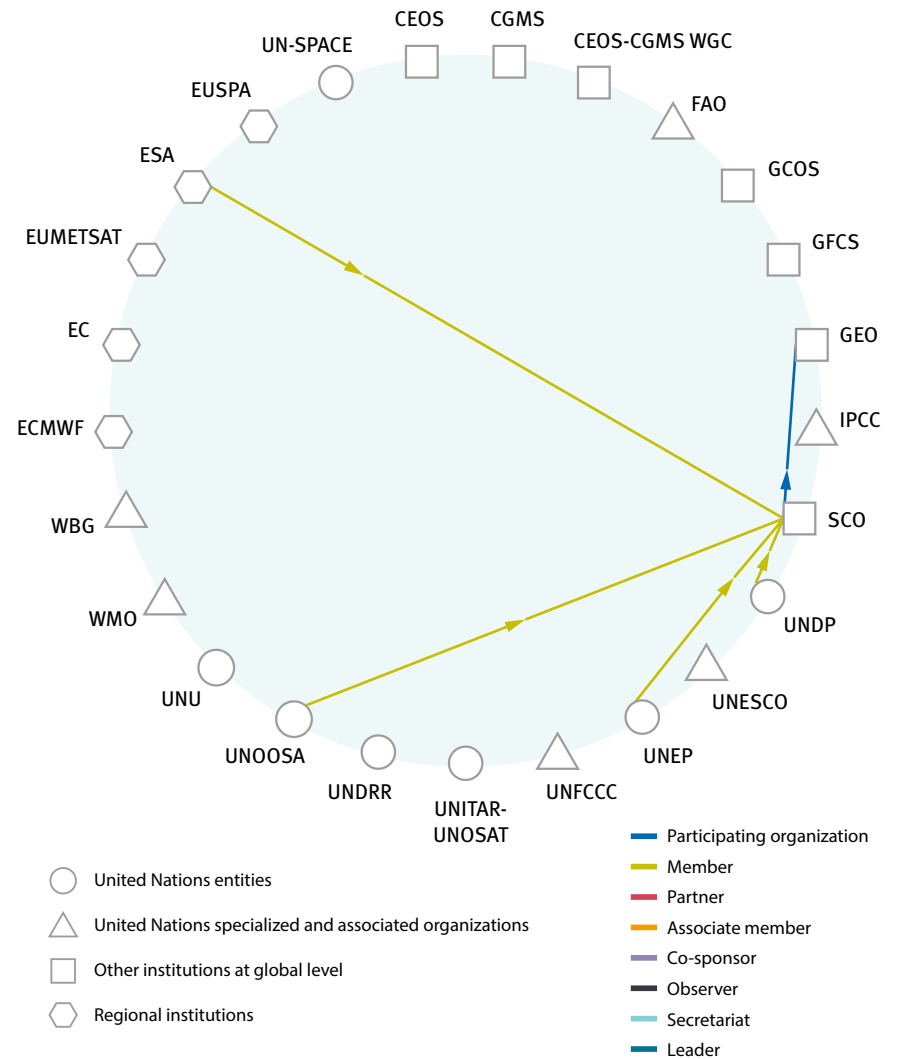 CEOS
CGMS
CEOS-CGMS WGC
UN-SPACE
FAO
EUSPA
ESA
GCOS
EUMETSAT
GFCS
EC
GEO
ECMWF
IPCC
WBG
SCO
WMO
UNDP
UNU
UNESCO
UNOOSA
UNEP
UNDRR
UNFCCC
UNITAR-
UNOSAT
United Nations entities
United Nations specialized and associated organizations
Other institutions at global level
Regional institutions
Participating organization
Member
Partner
Associate member
Co-sponsor
Observer
Secretariat
Leader